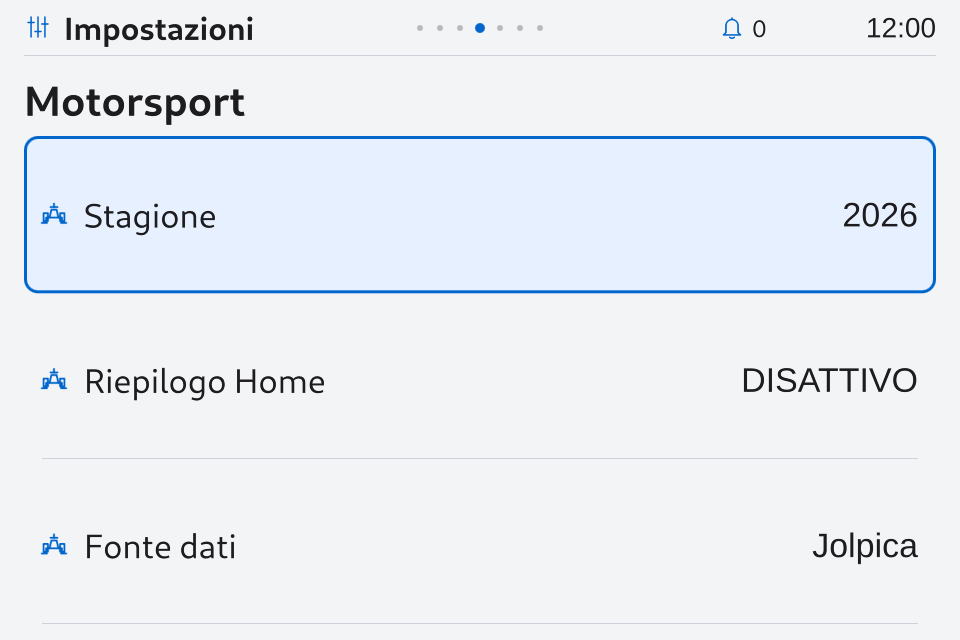 Impostazioni
0
12:00
Motorsport
Stagione
2026
Riepilogo Home
DISATTIVO
Fonte dati
Jolpica